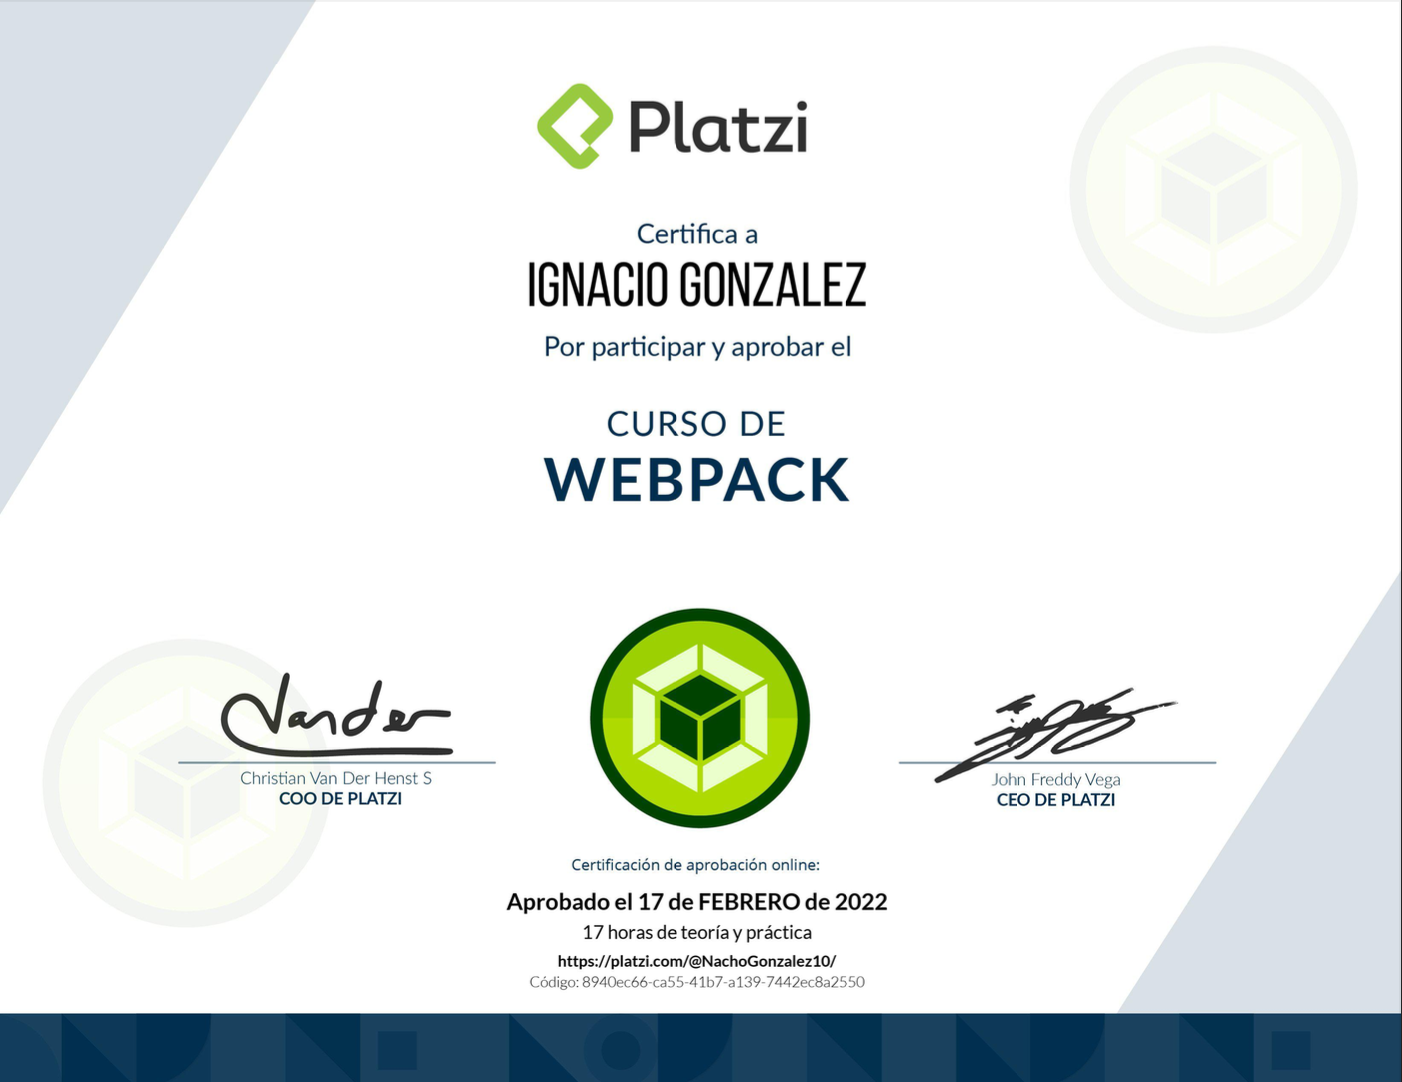 Platzi
Certifica a
IGNACIO GONZALEZ
Por participar y aprobar el
CURSO DE
WEBPACK
Vander
Christian Van Der Henst S
COO DE PLATZI
John Freddy Vega
CEO DE PLATZI
Certificación de aprobación online:
Aprobado el 17 de FEBRERO de 2022
17 horas de teoría y práctica
https://platzi.com/@NachoGonzalez10/
Código: 8940ec66-ca55-41b7-a139-7442ec8a2550